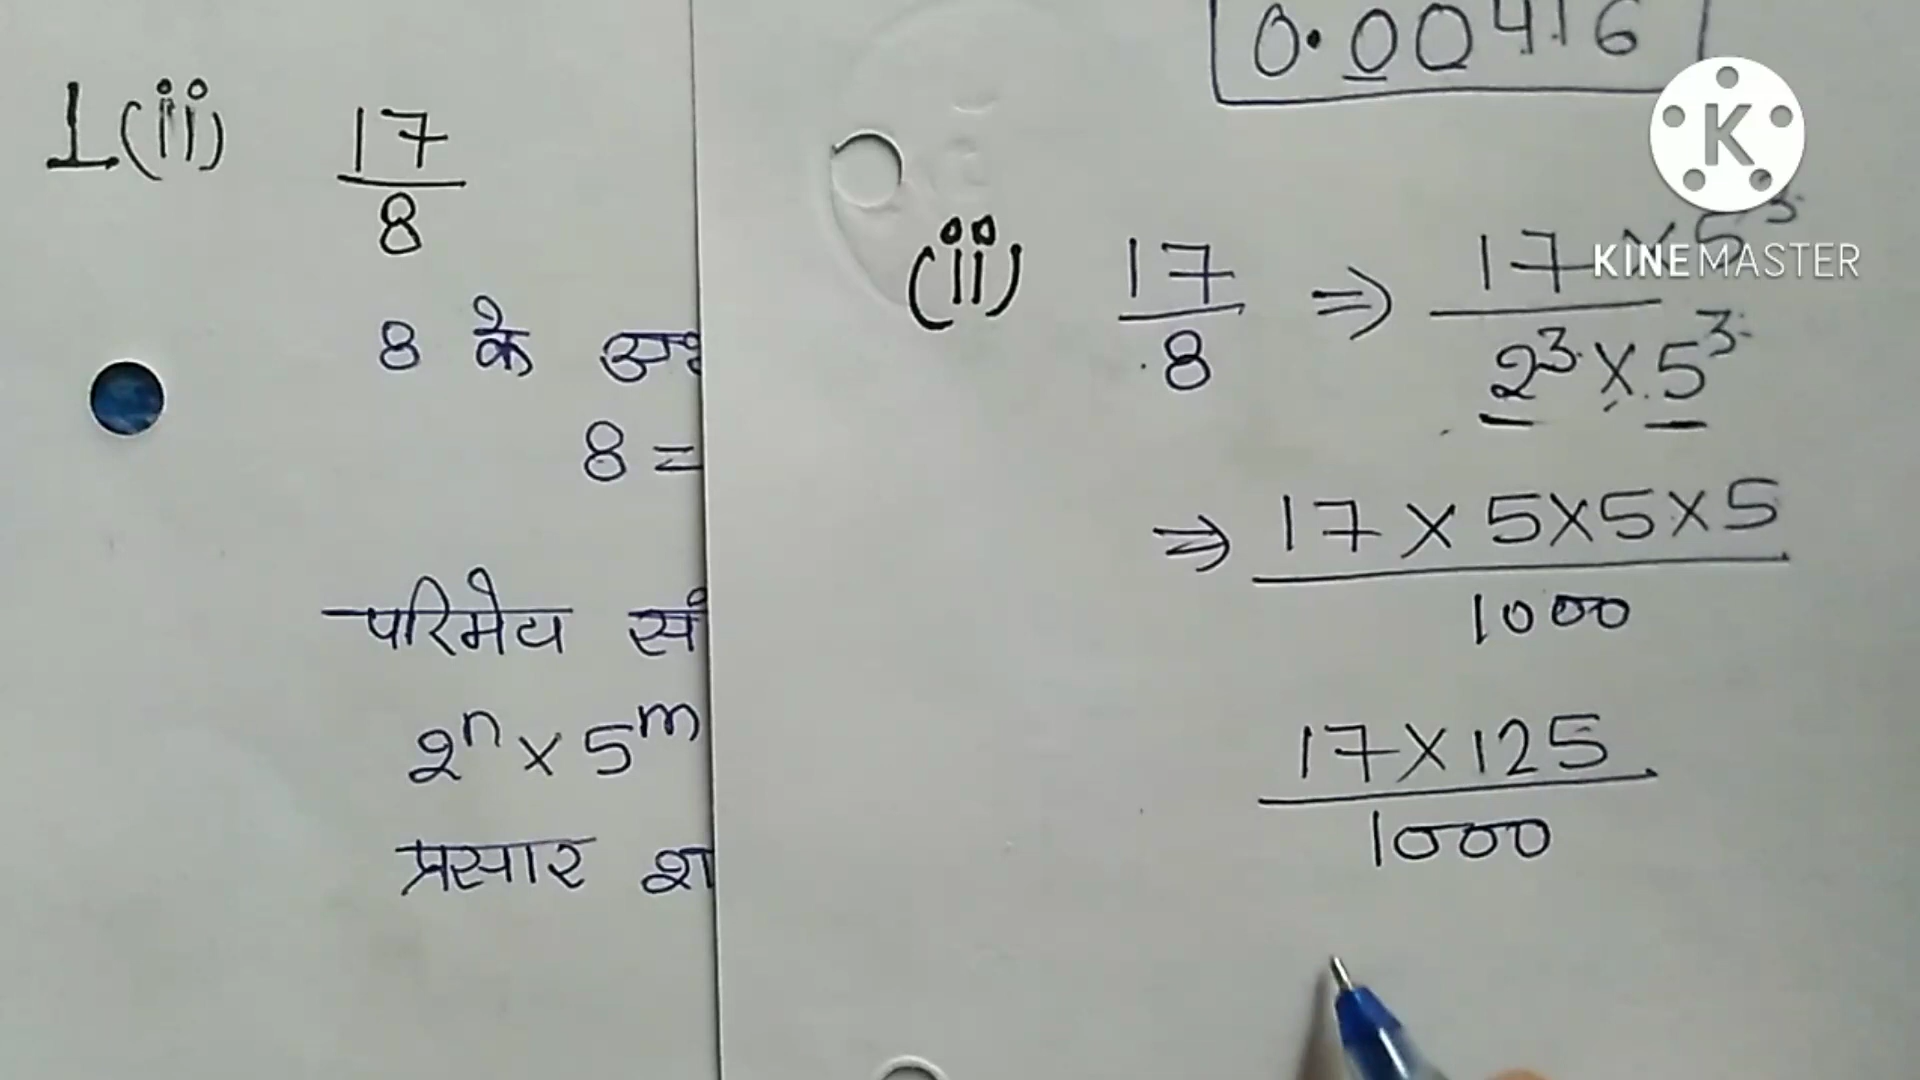 1(ii) 17/8
8 के
8 =
परिमेय सं
2ⁿ × 5ᵐ
प्रसार
0.00416
(ii) 17/8 ⇒ 17 × 5³ / 2³ × 5³
⇒ 17 × 5×5×5 / 1000
17×125 / 1000
K
KINEMASTER